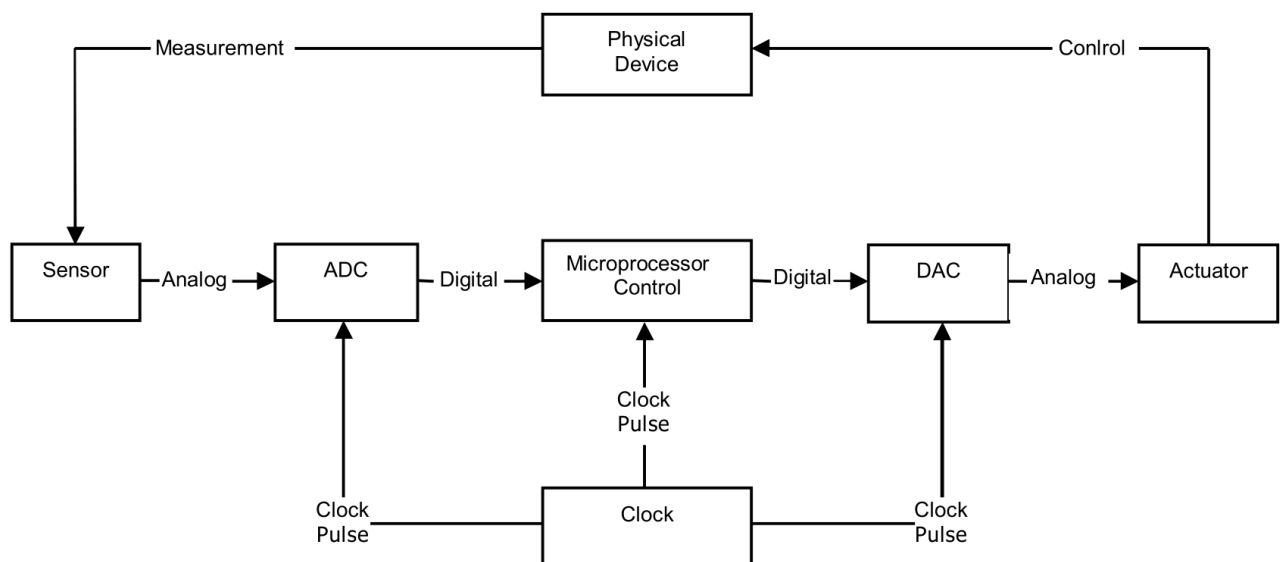 Physical
Device
Measurement
Conlrol
Sensor
Analog
ADC
Digital
Microprocessor
Control
Digital
DAC
Analog
Actuator
Clock
Pulse
Clock
Pulse
Clock
Clock
Pulse